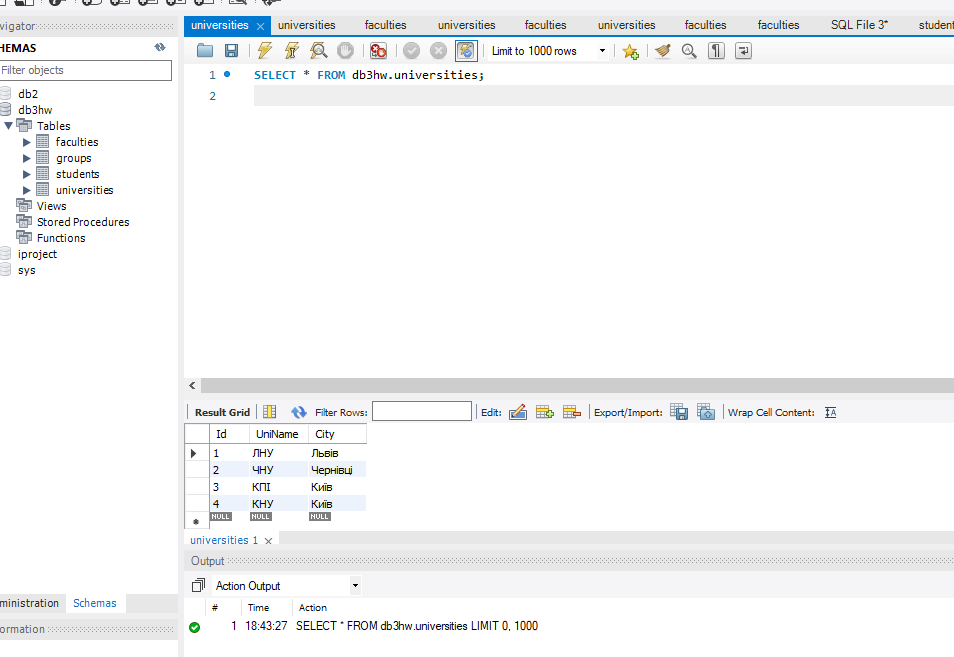 vigator
universities universities faculties universities faculties universities faculties faculties SQL File 3* student
HEMAS
Filter objects
Limit to 1000 rows
db2
db3hw
Tables
faculties
groups
students
universities
Views
Stored Procedures
Functions
iproject
sys
1 SELECT * FROM db3hw.universities;
2
Result Grid Filter Rows: Edit: Export/Import: Wrap Cell Content: IA
Id UniName City
1 ЛНУ Львів
2 ЧНУ Чернівці
3 КПІ Київ
4 КНУ Київ
NULL NULL NULL
universities 1
Output
Action Output
# Time Action
1 18:43:27 SELECT * FROM db3hw.universities LIMIT 0, 1000
ministration Schemas
ormation